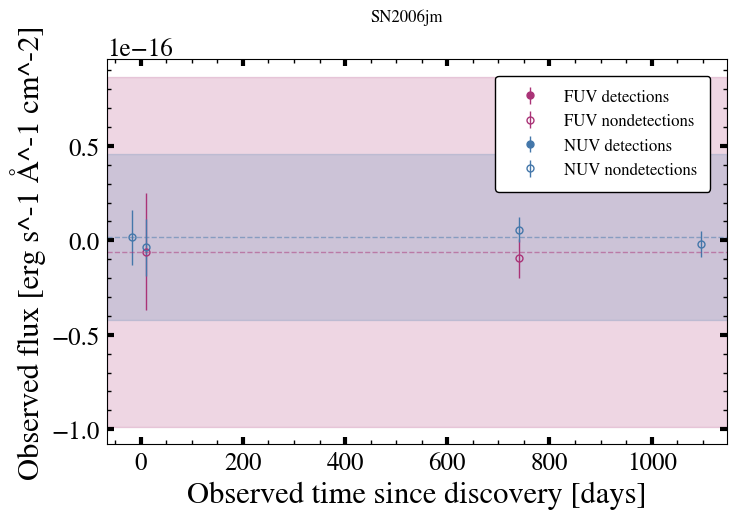 SN2006jm
1e−16
Observed flux [erg s^-1 Å^-1 cm^-2]
0.5
0.0
−0.5
−1.0
FUV detections
FUV nondetections
NUV detections
NUV nondetections
0 200 400 600 800 1000
Observed time since discovery [days]